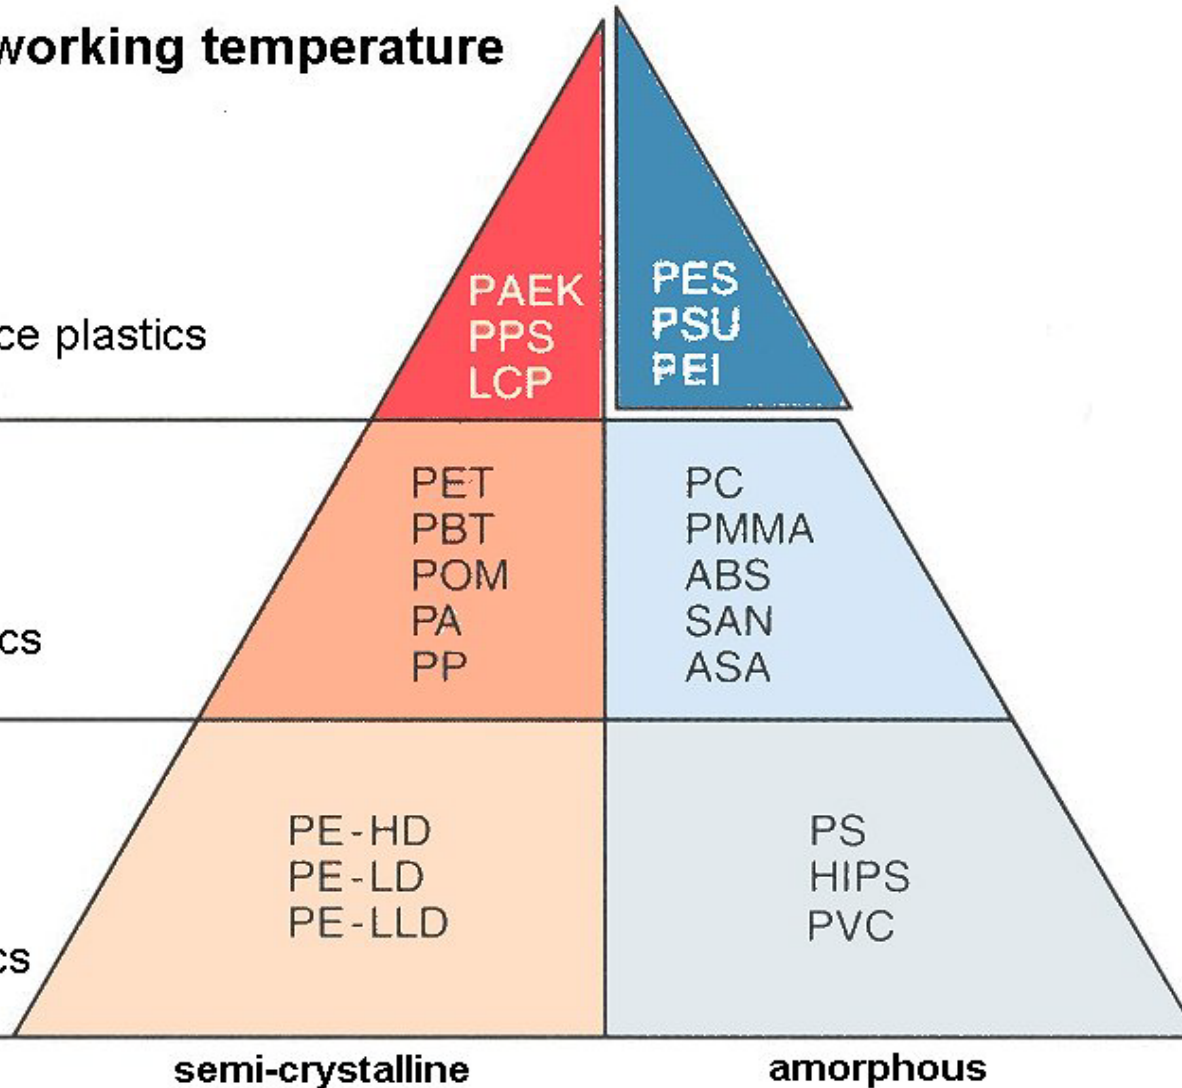 working temperature
PAEK
PPS
LCP
PES
PSU
PEI
ce plastics
PET
PBT
POM
PA
PP
PC
PMMA
ABS
SAN
ASA
cs
PE-HD
PE-LD
PE-LLD
PS
HIPS
PVC
cs
semi-crystalline
amorphous